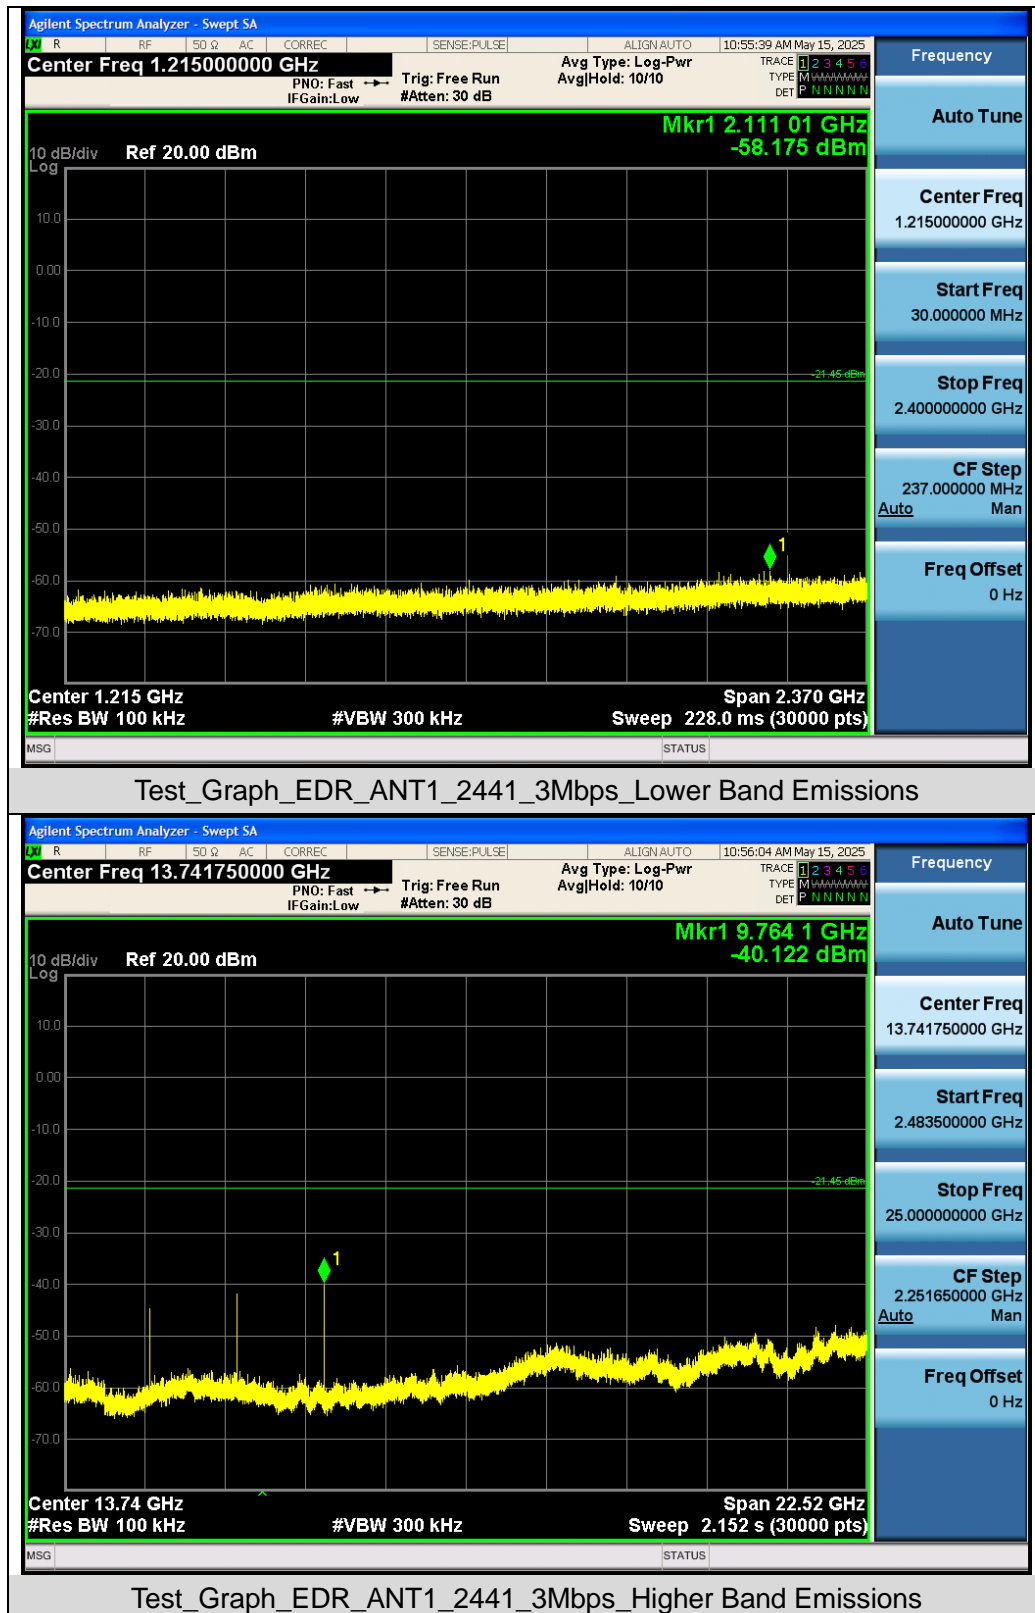 Agilent Spectrum Analyzer - Swept SA
LXI R RF 50 Ω AC CORREC SENSE:PULSE ALIGN AUTO 10:55:39 AM May 15, 2025
Center Freq 1.215000000 GHz
PNO: Fast
IFGain:Low
Trig: Free Run
#Atten: 30 dB
Avg Type: Log-Pwr
Avg|Hold: 10/10
TRACE 1 2 3 4 5 6
TYPE M
DET P N N N N N
Mkr1 2.111 01 GHz
-58.175 dBm
10 dB/div Ref 20.00 dBm
Log
10.0
0.00
-10.0
-20.0
-21.45 dBm
-30.0
-40.0
-50.0
1
-60.0
-70.0
Center 1.215 GHz Span 2.370 GHz
#Res BW 100 kHz #VBW 300 kHz Sweep 228.0 ms (30000 pts)
MSG STATUS
Frequency
Auto Tune
Center Freq
1.215000000 GHz
Start Freq
30.000000 MHz
Stop Freq
2.400000000 GHz
CF Step
237.000000 MHz
Auto Man
Freq Offset
0 Hz
Test_Graph_EDR_ANT1_2441_3Mbps_Lower Band Emissions
Agilent Spectrum Analyzer - Swept SA
LXI R RF 50 Ω AC CORREC SENSE:PULSE ALIGN AUTO 10:56:04 AM May 15, 2025
Center Freq 13.741750000 GHz
PNO: Fast
IFGain:Low
Trig: Free Run
#Atten: 30 dB
Avg Type: Log-Pwr
Avg|Hold: 10/10
TRACE 1 2 3 4 5 6
TYPE M
DET P N N N N N
Mkr1 9.764 1 GHz
-40.122 dBm
10 dB/div Ref 20.00 dBm
Log
10.0
0.00
-10.0
-20.0
-21.45 dBm
-30.0
1
-40.0
-50.0
-60.0
-70.0
Center 13.74 GHz Span 22.52 GHz
#Res BW 100 kHz #VBW 300 kHz Sweep 2.152 s (30000 pts)
MSG STATUS
Frequency
Auto Tune
Center Freq
13.741750000 GHz
Start Freq
2.483500000 GHz
Stop Freq
25.000000000 GHz
CF Step
2.251650000 GHz
Auto Man
Freq Offset
0 Hz
Test_Graph_EDR_ANT1_2441_3Mbps_Higher Band Emissions